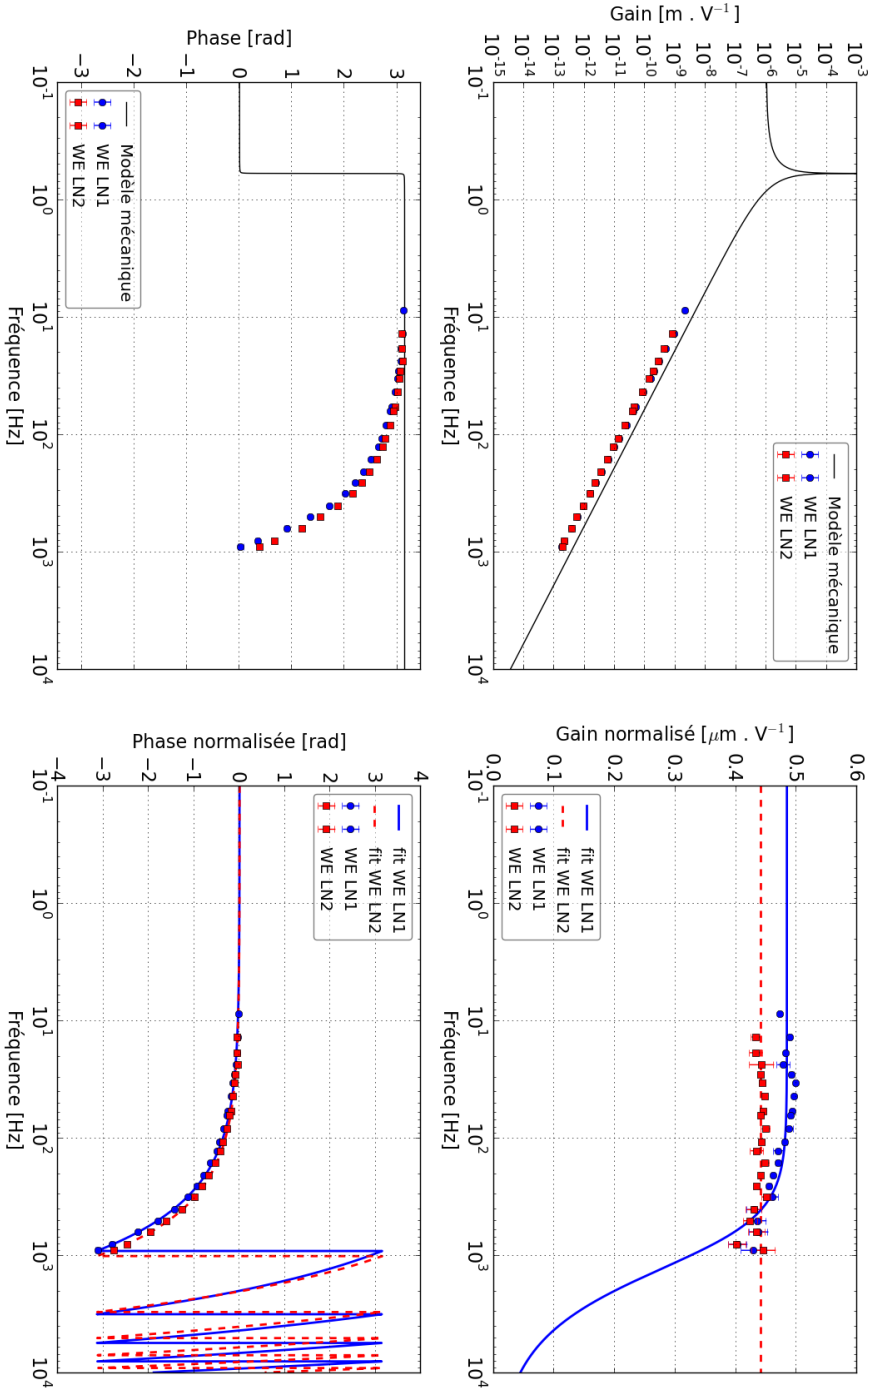 Gain [m . V⁻¹]
10⁻³
10⁻⁴
10⁻⁵
10⁻⁶
10⁻⁷
10⁻⁸
10⁻⁹
10⁻¹⁰
10⁻¹¹
10⁻¹²
10⁻¹³
10⁻¹⁴
10⁻¹⁵
Modèle mécanique
WE LN1
WE LN2
10⁻¹ 10⁰ 10¹ 10² 10³ 10⁴
Fréquence [Hz]
Gain normalisé [μm . V⁻¹]
0.6
0.5
0.4
0.3
0.2
0.1
0.0
fit WE LN1
fit WE LN2
WE LN1
WE LN2
10⁻¹ 10⁰ 10¹ 10² 10³ 10⁴
Fréquence [Hz]
Phase [rad]
3
2
1
0
−1
−2
−3
Modèle mécanique
WE LN1
WE LN2
10⁻¹ 10⁰ 10¹ 10² 10³ 10⁴
Fréquence [Hz]
Phase normalisée [rad]
4
3
2
1
0
−1
−2
−3
−4
fit WE LN1
fit WE LN2
WE LN1
WE LN2
10⁻¹ 10⁰ 10¹ 10² 10³ 10⁴
Fréquence [Hz]